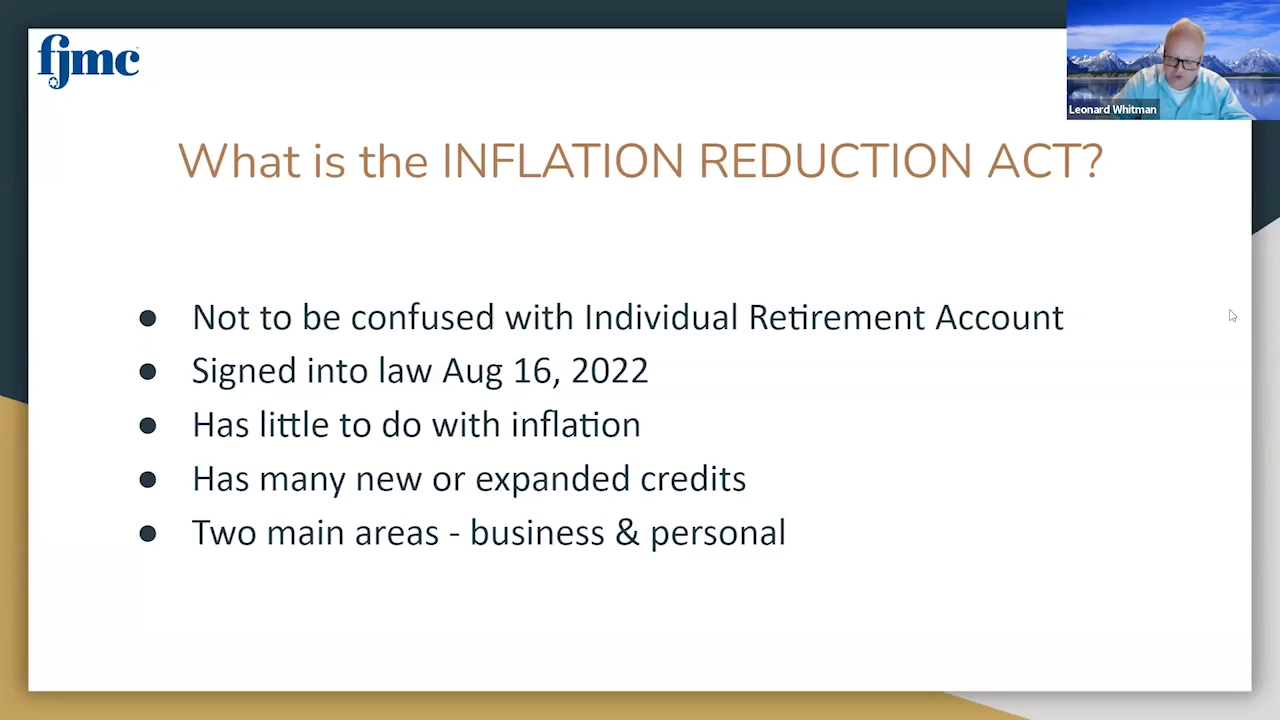 fjmc
Leonard Whitman
What is the INFLATION REDUCTION ACT?
● Not to be confused with Individual Retirement Account
● Signed into law Aug 16, 2022
● Has little to do with inflation
● Has many new or expanded credits
● Two main areas - business & personal